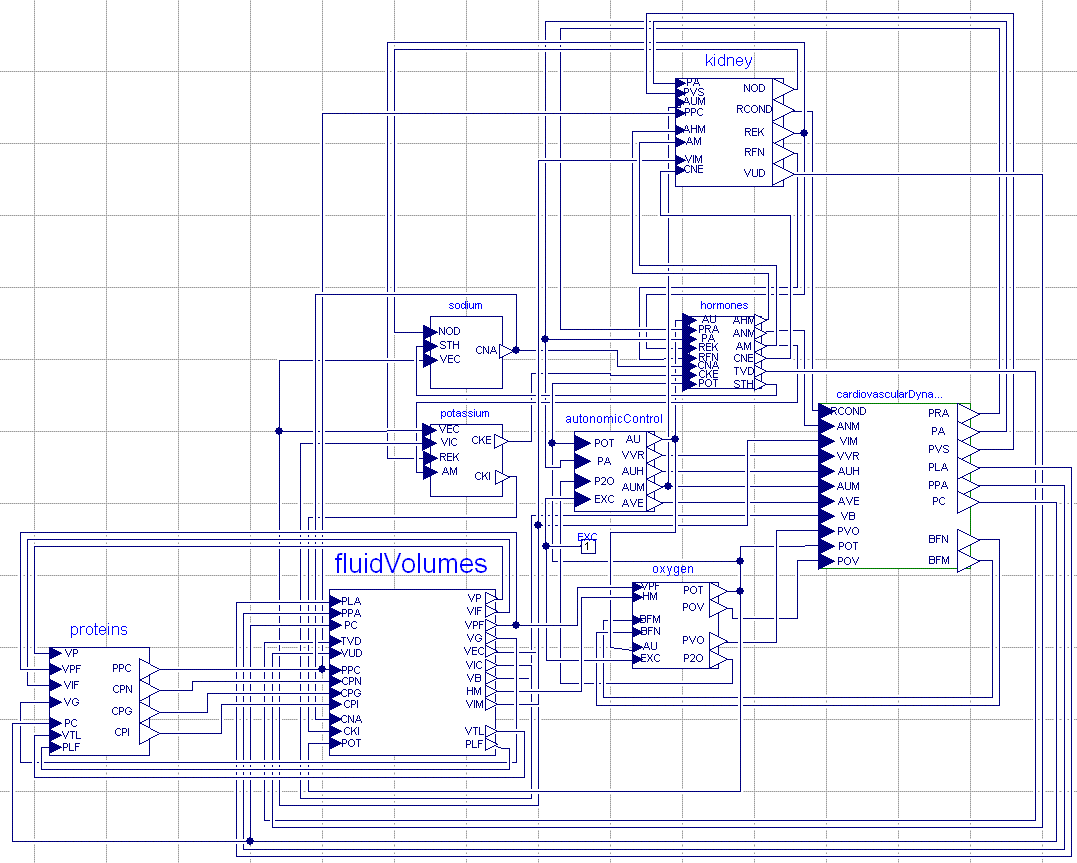 kidney
PA
PVS
AUM
PPC
AHM
AM
VIM
CNE
NOD
RCOND
REK
RFN
VUD
sodium
NOD
STH
VEC
CNA
hormones
AU
PRA
PA
REK
RFN
CNA
CKE
POT
AHM
ANM
AM
CNE
TVD
STH
potassium
VEC
VIC
REK
AM
CKE
CKI
autonomicControl
POT
PA
P2O
EXC
AU
VVR
AUH
AUM
AVE
cardiovascularDyna...
RCOND
ANM
VIM
VVR
AUH
AUM
AVE
VB
PVO
POT
POV
PRA
PA
PVS
PLA
PPA
PC
BFN
BFM
EXC
1
fluidVolumes
PLA
PPA
PC
TVD
VUD
PPC
CPN
CPG
CPI
CNA
CKI
POT
VP
VIF
VPF
VG
VEC
VIC
VB
HM
VIM
VTL
PLF
oxygen
VPF
HM
BFM
BFN
AU
EXC
POT
POV
PVO
P2O
proteins
VP
VPF
VIF
VG
PC
VTL
PLF
PPC
CPN
CPG
CPI